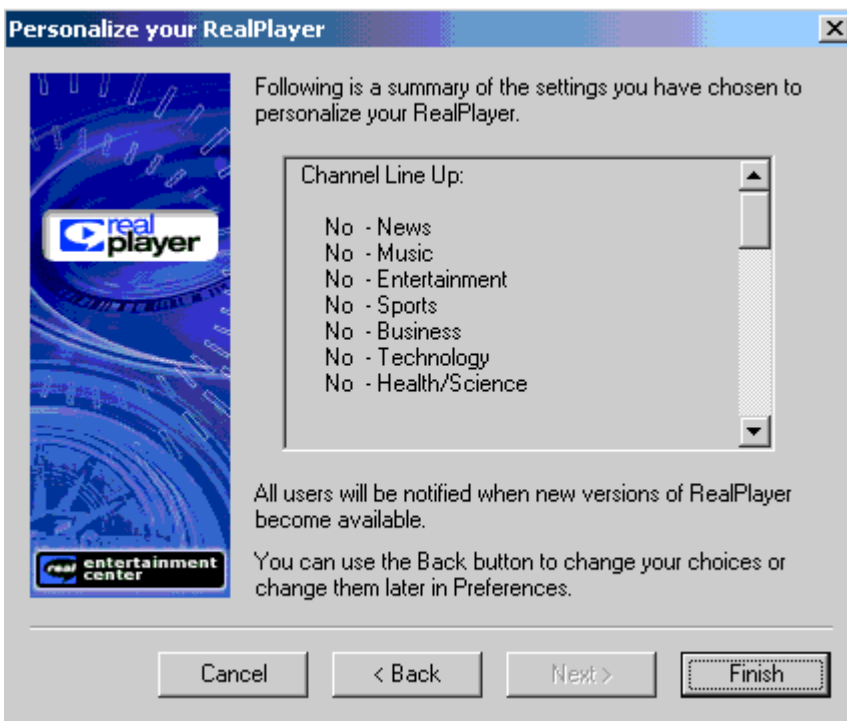 Personalize your RealPlayer
Following is a summary of the settings you have chosen to
personalize your RealPlayer.
Channel Line Up:
No - News
No - Music
No - Entertainment
No - Sports
No - Business
No - Technology
No - Health/Science
real
player
All users will be notified when new versions of RealPlayer
become available.
You can use the Back button to change your choices or
change them later in Preferences.
real entertainment
center
Cancel
< Back
Next >
Finish